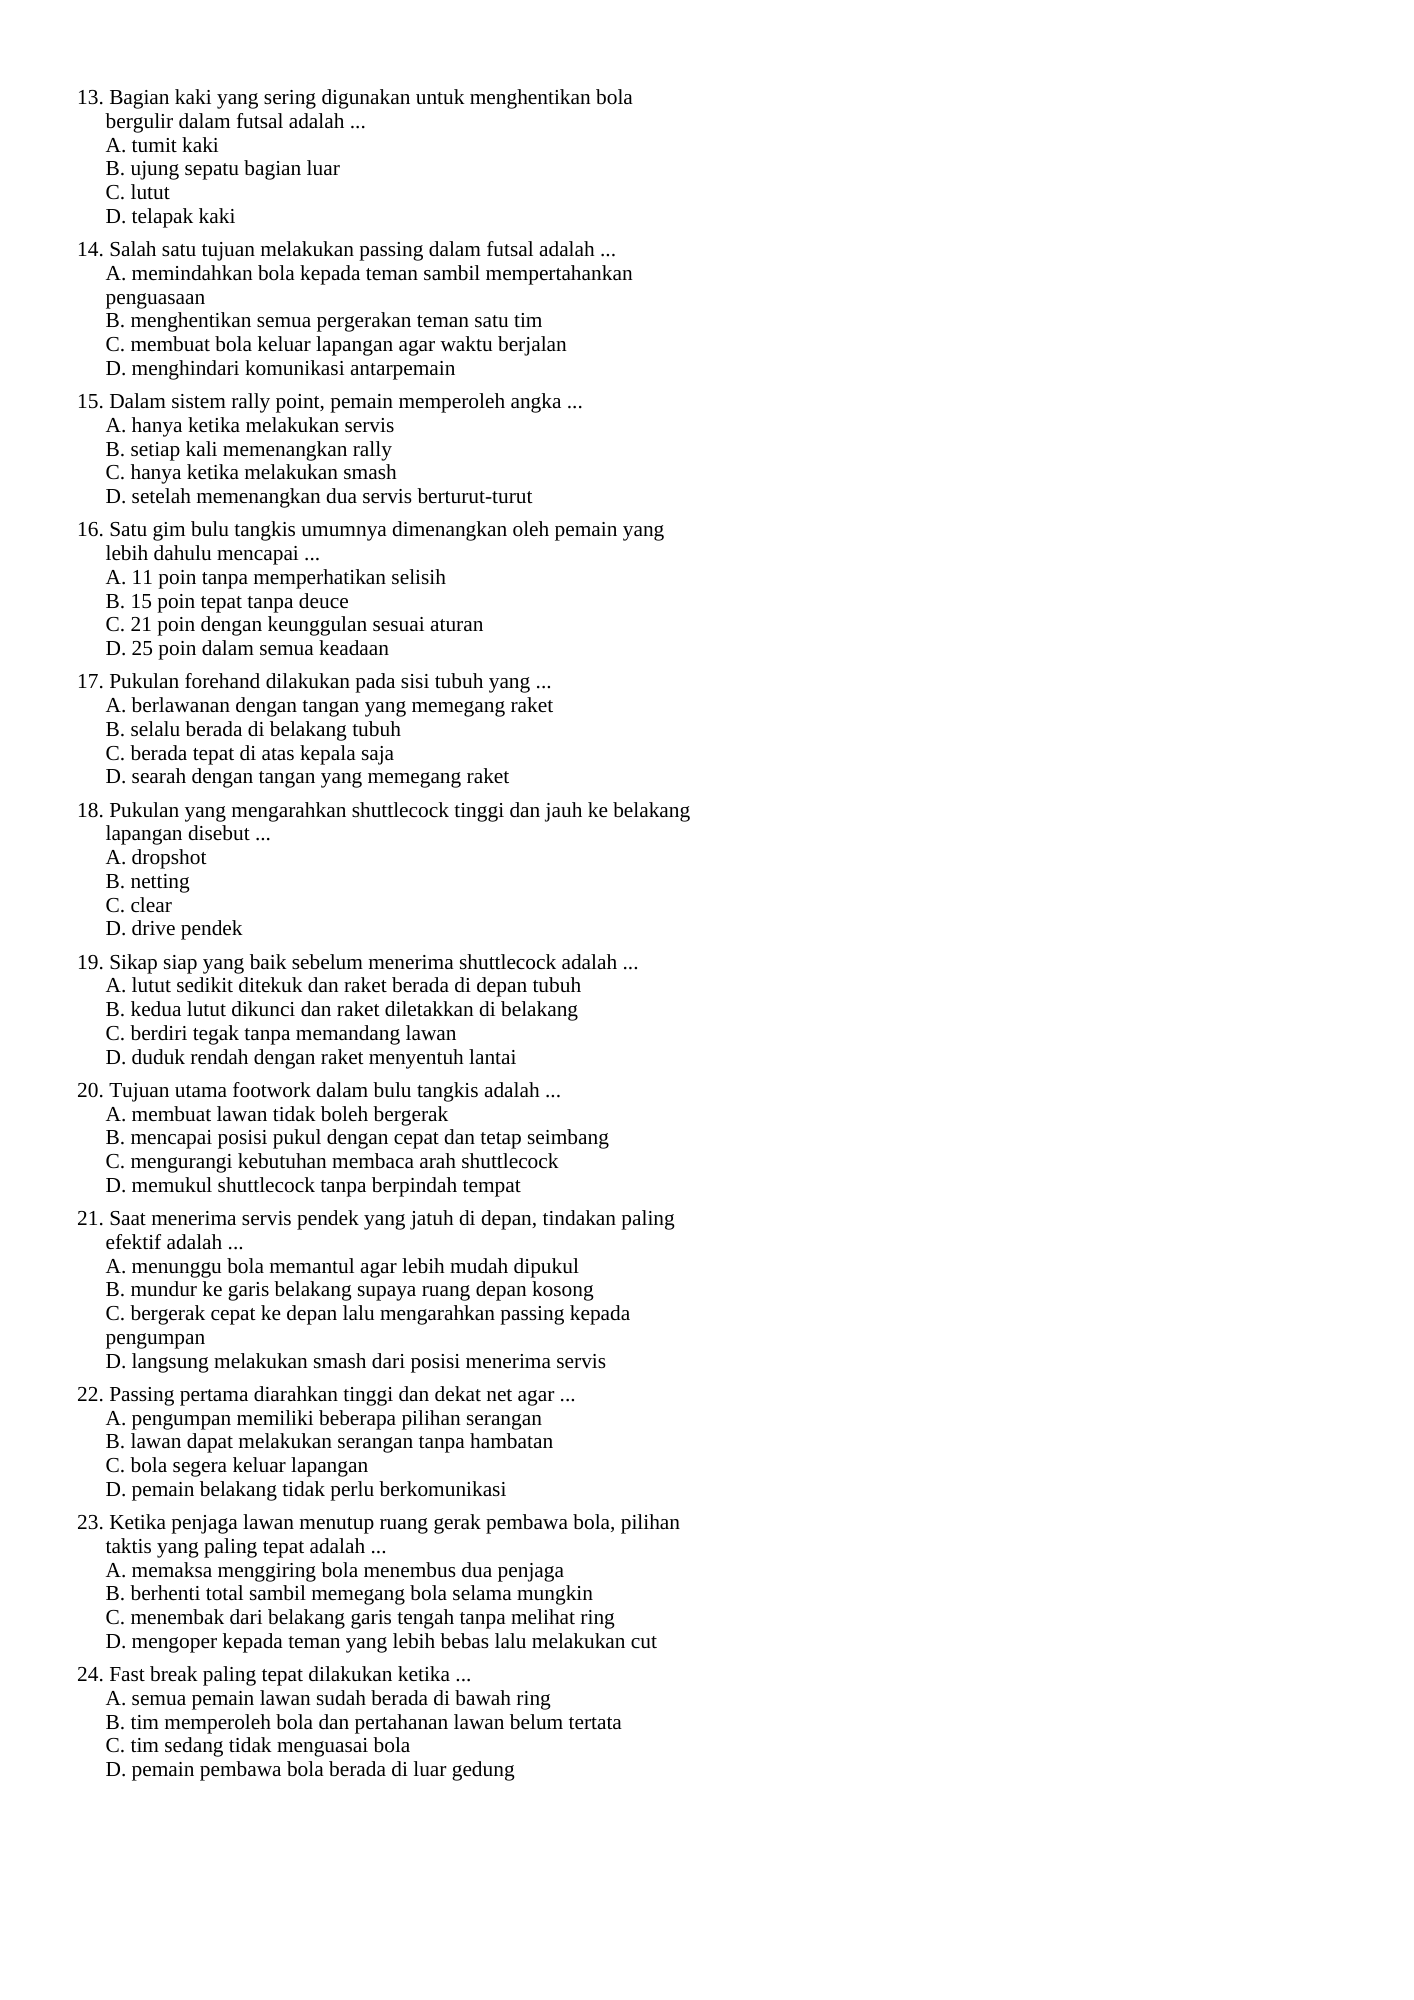 13. Bagian kaki yang sering digunakan untuk menghentikan bola
bergulir dalam futsal adalah ...
A. tumit kaki
B. ujung sepatu bagian luar
C. lutut
D. telapak kaki
14. Salah satu tujuan melakukan passing dalam futsal adalah ...
A. memindahkan bola kepada teman sambil mempertahankan
penguasaan
B. menghentikan semua pergerakan teman satu tim
C. membuat bola keluar lapangan agar waktu berjalan
D. menghindari komunikasi antarpemain
15. Dalam sistem rally point, pemain memperoleh angka ...
A. hanya ketika melakukan servis
B. setiap kali memenangkan rally
C. hanya ketika melakukan smash
D. setelah memenangkan dua servis berturut-turut
16. Satu gim bulu tangkis umumnya dimenangkan oleh pemain yang
lebih dahulu mencapai ...
A. 11 poin tanpa memperhatikan selisih
B. 15 poin tepat tanpa deuce
C. 21 poin dengan keunggulan sesuai aturan
D. 25 poin dalam semua keadaan
17. Pukulan forehand dilakukan pada sisi tubuh yang ...
A. berlawanan dengan tangan yang memegang raket
B. selalu berada di belakang tubuh
C. berada tepat di atas kepala saja
D. searah dengan tangan yang memegang raket
18. Pukulan yang mengarahkan shuttlecock tinggi dan jauh ke belakang
lapangan disebut ...
A. dropshot
B. netting
C. clear
D. drive pendek
19. Sikap siap yang baik sebelum menerima shuttlecock adalah ...
A. lutut sedikit ditekuk dan raket berada di depan tubuh
B. kedua lutut dikunci dan raket diletakkan di belakang
C. berdiri tegak tanpa memandang lawan
D. duduk rendah dengan raket menyentuh lantai
20. Tujuan utama footwork dalam bulu tangkis adalah ...
A. membuat lawan tidak boleh bergerak
B. mencapai posisi pukul dengan cepat dan tetap seimbang
C. mengurangi kebutuhan membaca arah shuttlecock
D. memukul shuttlecock tanpa berpindah tempat
21. Saat menerima servis pendek yang jatuh di depan, tindakan paling
efektif adalah ...
A. menunggu bola memantul agar lebih mudah dipukul
B. mundur ke garis belakang supaya ruang depan kosong
C. bergerak cepat ke depan lalu mengarahkan passing kepada
pengumpan
D. langsung melakukan smash dari posisi menerima servis
22. Passing pertama diarahkan tinggi dan dekat net agar ...
A. pengumpan memiliki beberapa pilihan serangan
B. lawan dapat melakukan serangan tanpa hambatan
C. bola segera keluar lapangan
D. pemain belakang tidak perlu berkomunikasi
23. Ketika penjaga lawan menutup ruang gerak pembawa bola, pilihan
taktis yang paling tepat adalah ...
A. memaksa menggiring bola menembus dua penjaga
B. berhenti total sambil memegang bola selama mungkin
C. menembak dari belakang garis tengah tanpa melihat ring
D. mengoper kepada teman yang lebih bebas lalu melakukan cut
24. Fast break paling tepat dilakukan ketika ...
A. semua pemain lawan sudah berada di bawah ring
B. tim memperoleh bola dan pertahanan lawan belum tertata
C. tim sedang tidak menguasai bola
D. pemain pembawa bola berada di luar gedung